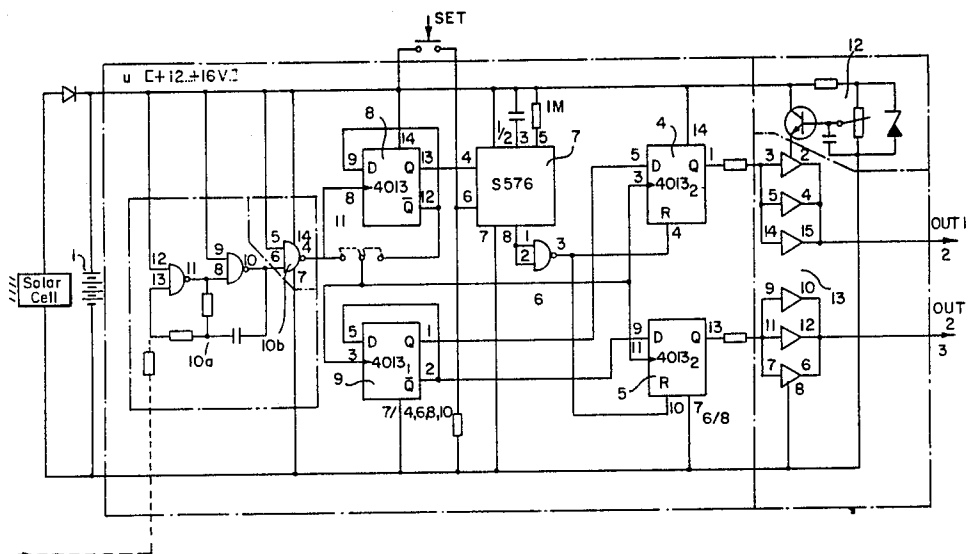 SET
12
u [+12...+16V]
1M
8
14
1/2 3 5
7
4
14
9 D Q 13 4
5 D Q 1
3 2
8 4013
S576
3 4013 2
Q̄ 12 6
5 4
11
R
5 14
4
7 8
1
3
4
14 15
OUT 1
2
1
12
11
9
10
6
7
2
13
8
Solar
Cell
6
9 10
13
5 D Q 1
9 D Q 13
11 12
OUT
2
3
10a
10b
3 4013
11 4013 2
7 6
Q̄ 2
R
8
9
5
7/ 4,6,8,10
10
7
6/8